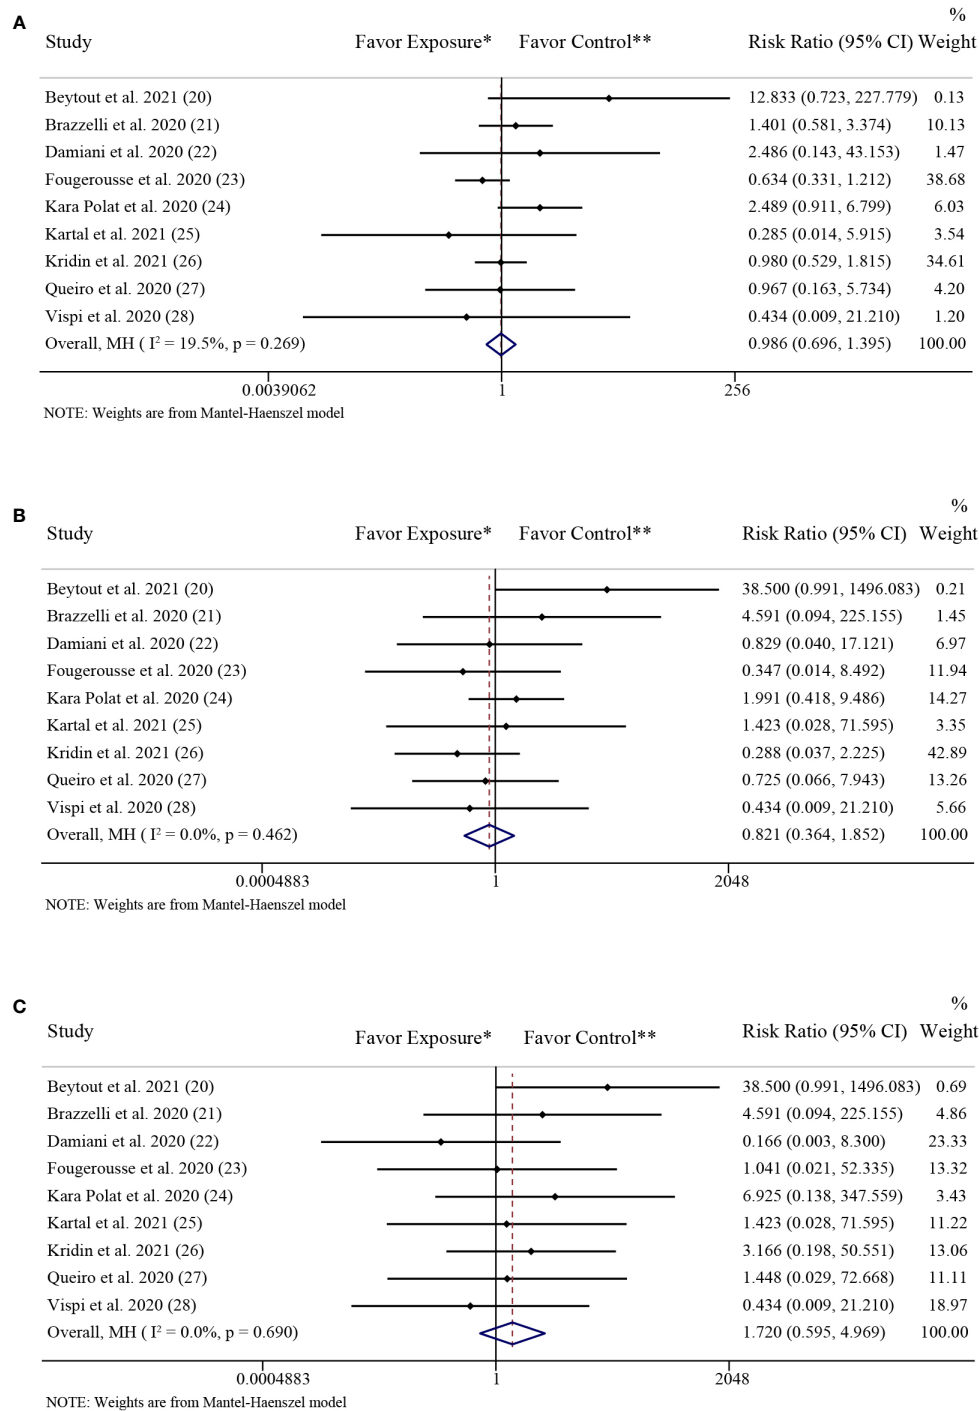 A
%
Study Favor Exposure* Favor Control** Risk Ratio (95% CI) Weight
Beytout et al. 2021 (20) 12.833 (0.723, 227.779) 0.13
Brazzelli et al. 2020 (21) 1.401 (0.581, 3.374) 10.13
Damiani et al. 2020 (22) 2.486 (0.143, 43.153) 1.47
Fougerousse et al. 2020 (23) 0.634 (0.331, 1.212) 38.68
Kara Polat et al. 2020 (24) 2.489 (0.911, 6.799) 6.03
Kartal et al. 2021 (25) 0.285 (0.014, 5.915) 3.54
Kridin et al. 2021 (26) 0.980 (0.529, 1.815) 34.61
Queiro et al. 2020 (27) 0.967 (0.163, 5.734) 4.20
Vispi et al. 2020 (28) 0.434 (0.009, 21.210) 1.20
Overall, MH ( I² = 19.5%, p = 0.269) 0.986 (0.696, 1.395) 100.00
0.0039062 1 256
NOTE: Weights are from Mantel-Haenszel model
B
%
Study Favor Exposure* Favor Control** Risk Ratio (95% CI) Weight
Beytout et al. 2021 (20) 38.500 (0.991, 1496.083) 0.21
Brazzelli et al. 2020 (21) 4.591 (0.094, 225.155) 1.45
Damiani et al. 2020 (22) 0.829 (0.040, 17.121) 6.97
Fougerousse et al. 2020 (23) 0.347 (0.014, 8.492) 11.94
Kara Polat et al. 2020 (24) 1.991 (0.418, 9.486) 14.27
Kartal et al. 2021 (25) 1.423 (0.028, 71.595) 3.35
Kridin et al. 2021 (26) 0.288 (0.037, 2.225) 42.89
Queiro et al. 2020 (27) 0.725 (0.066, 7.943) 13.26
Vispi et al. 2020 (28) 0.434 (0.009, 21.210) 5.66
Overall, MH ( I² = 0.0%, p = 0.462) 0.821 (0.364, 1.852) 100.00
0.0004883 1 2048
NOTE: Weights are from Mantel-Haenszel model
C
%
Study Favor Exposure* Favor Control** Risk Ratio (95% CI) Weight
Beytout et al. 2021 (20) 38.500 (0.991, 1496.083) 0.69
Brazzelli et al. 2020 (21) 4.591 (0.094, 225.155) 4.86
Damiani et al. 2020 (22) 0.166 (0.003, 8.300) 23.33
Fougerousse et al. 2020 (23) 1.041 (0.021, 52.335) 13.32
Kara Polat et al. 2020 (24) 6.925 (0.138, 347.559) 3.43
Kartal et al. 2021 (25) 1.423 (0.028, 71.595) 11.22
Kridin et al. 2021 (26) 3.166 (0.198, 50.551) 13.06
Queiro et al. 2020 (27) 1.448 (0.029, 72.668) 11.11
Vispi et al. 2020 (28) 0.434 (0.009, 21.210) 18.97
Overall, MH ( I² = 0.0%, p = 0.690) 1.720 (0.595, 4.969) 100.00
0.0004883 1 2048
NOTE: Weights are from Mantel-Haenszel model